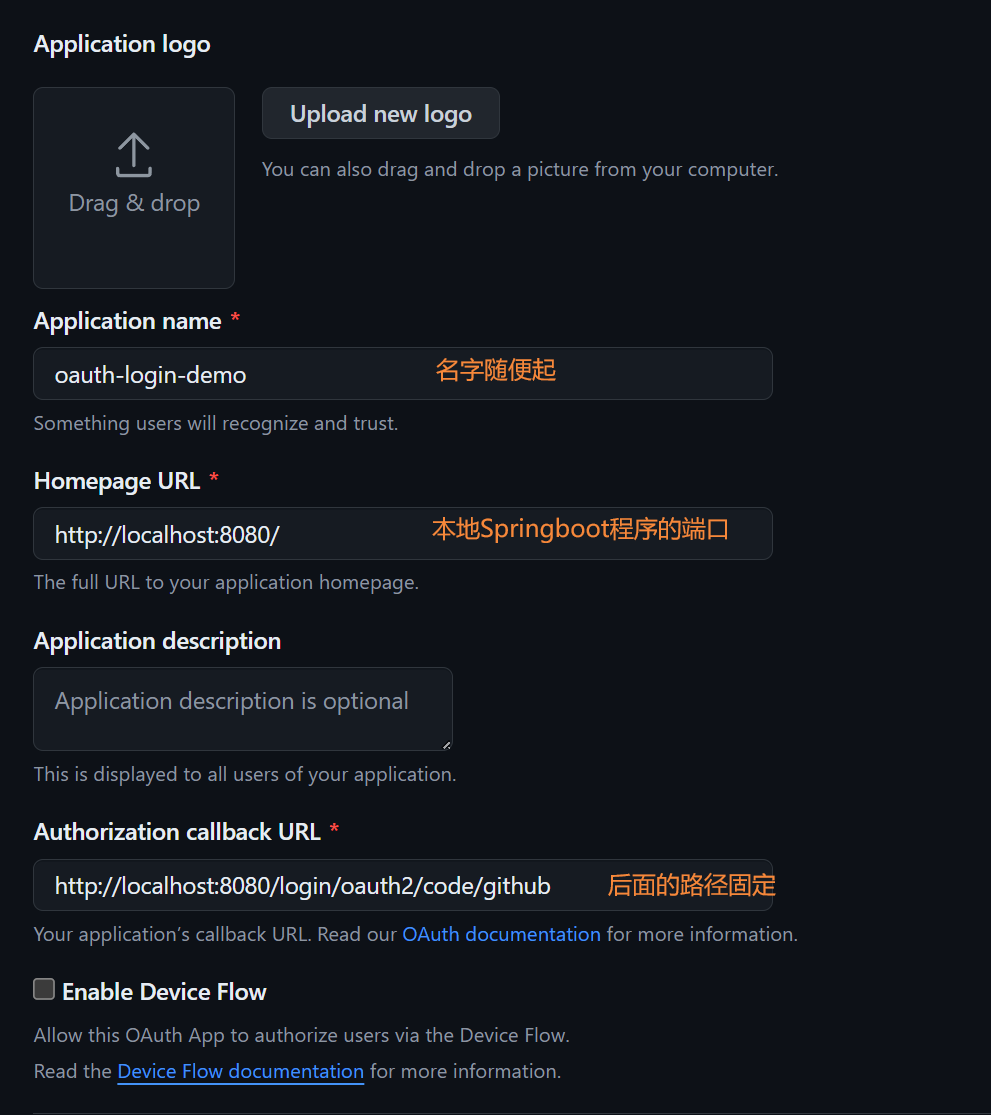 Application logo
Upload new logo
You can also drag and drop a picture from your computer.
Drag & drop
Application name *
oauth-login-demo 名字随便起
Something users will recognize and trust.
Homepage URL *
http://localhost:8080/ 本地Springboot程序的端口
The full URL to your application homepage.
Application description
Application description is optional
This is displayed to all users of your application.
Authorization callback URL *
http://localhost:8080/login/oauth2/code/github 后面的路径固定
Your application’s callback URL. Read our OAuth documentation for more information.
Enable Device Flow
Allow this OAuth App to authorize users via the Device Flow.
Read the Device Flow documentation for more information.